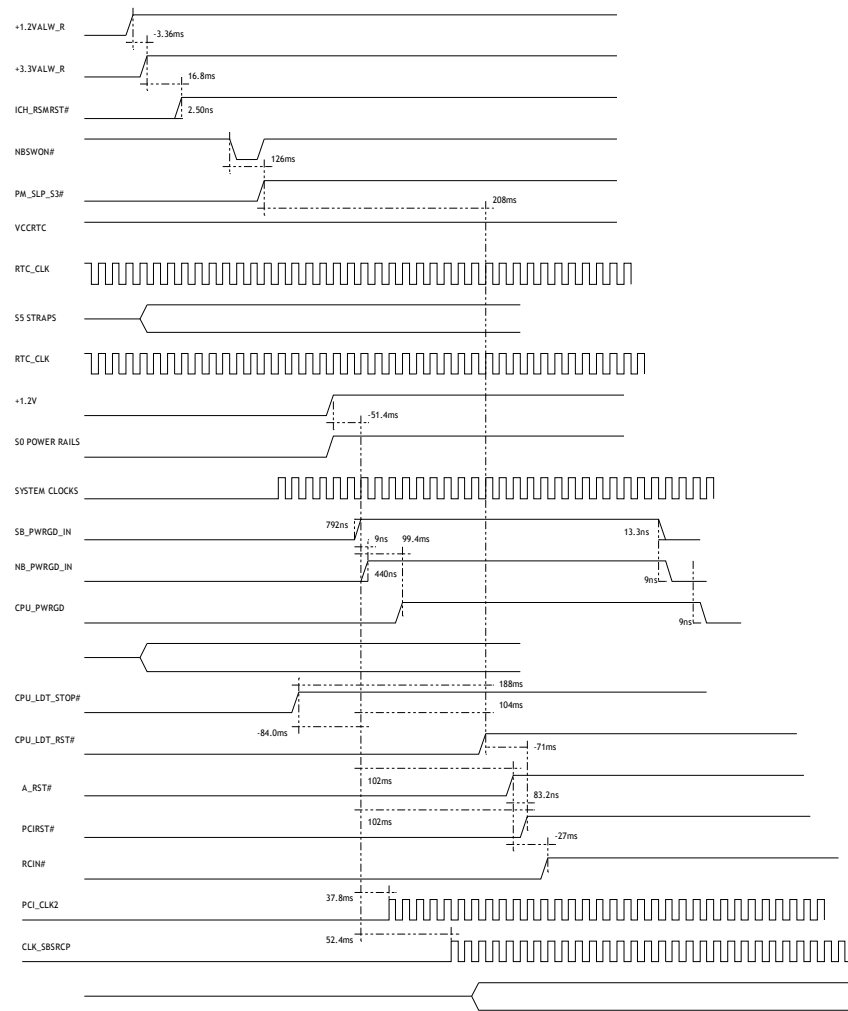 +1.2VALW_R
-3.36ms
+3.3VALW_R
16.8ms
ICH_RSMRST#
2.50ns
NBSWON#
126ms
PM_SLP_S3#
208ms
VCCRTC
RTC_CLK
S5 STRAPS
RTC_CLK
+1.2V
-51.4ms
S0 POWER RAILS
SYSTEM CLOCKS
SB_PWRGD_IN
792ns
13.3ns
9ns
99.4ms
NB_PWRGD_IN
440ns
9ns
CPU_PWRGD
9ns
188ms
CPU_LDT_STOP#
104ms
-84.0ms
CPU_LDT_RST#
-71ms
102ms
A_RST#
83.2ns
102ms
PCIRST#
-27ms
RCIN#
37.8ms
PCI_CLK2
52.4ms
CLK_SBSRCP